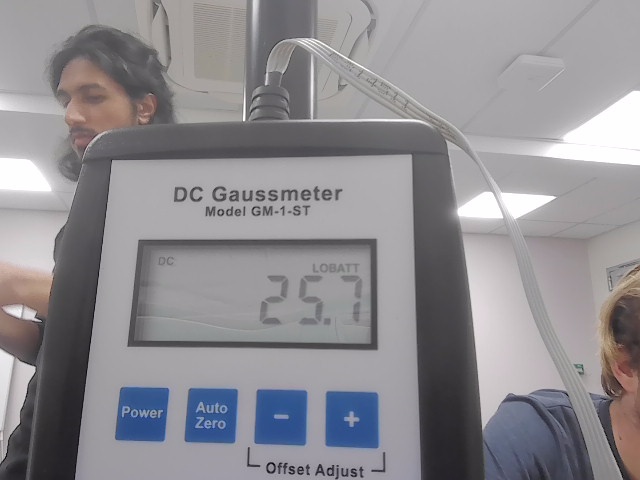 DC Gaussmeter
Model GM-1-ST
DC
LOBATT
25.7
Power
Auto
Zero
-
+
Offset Adjust